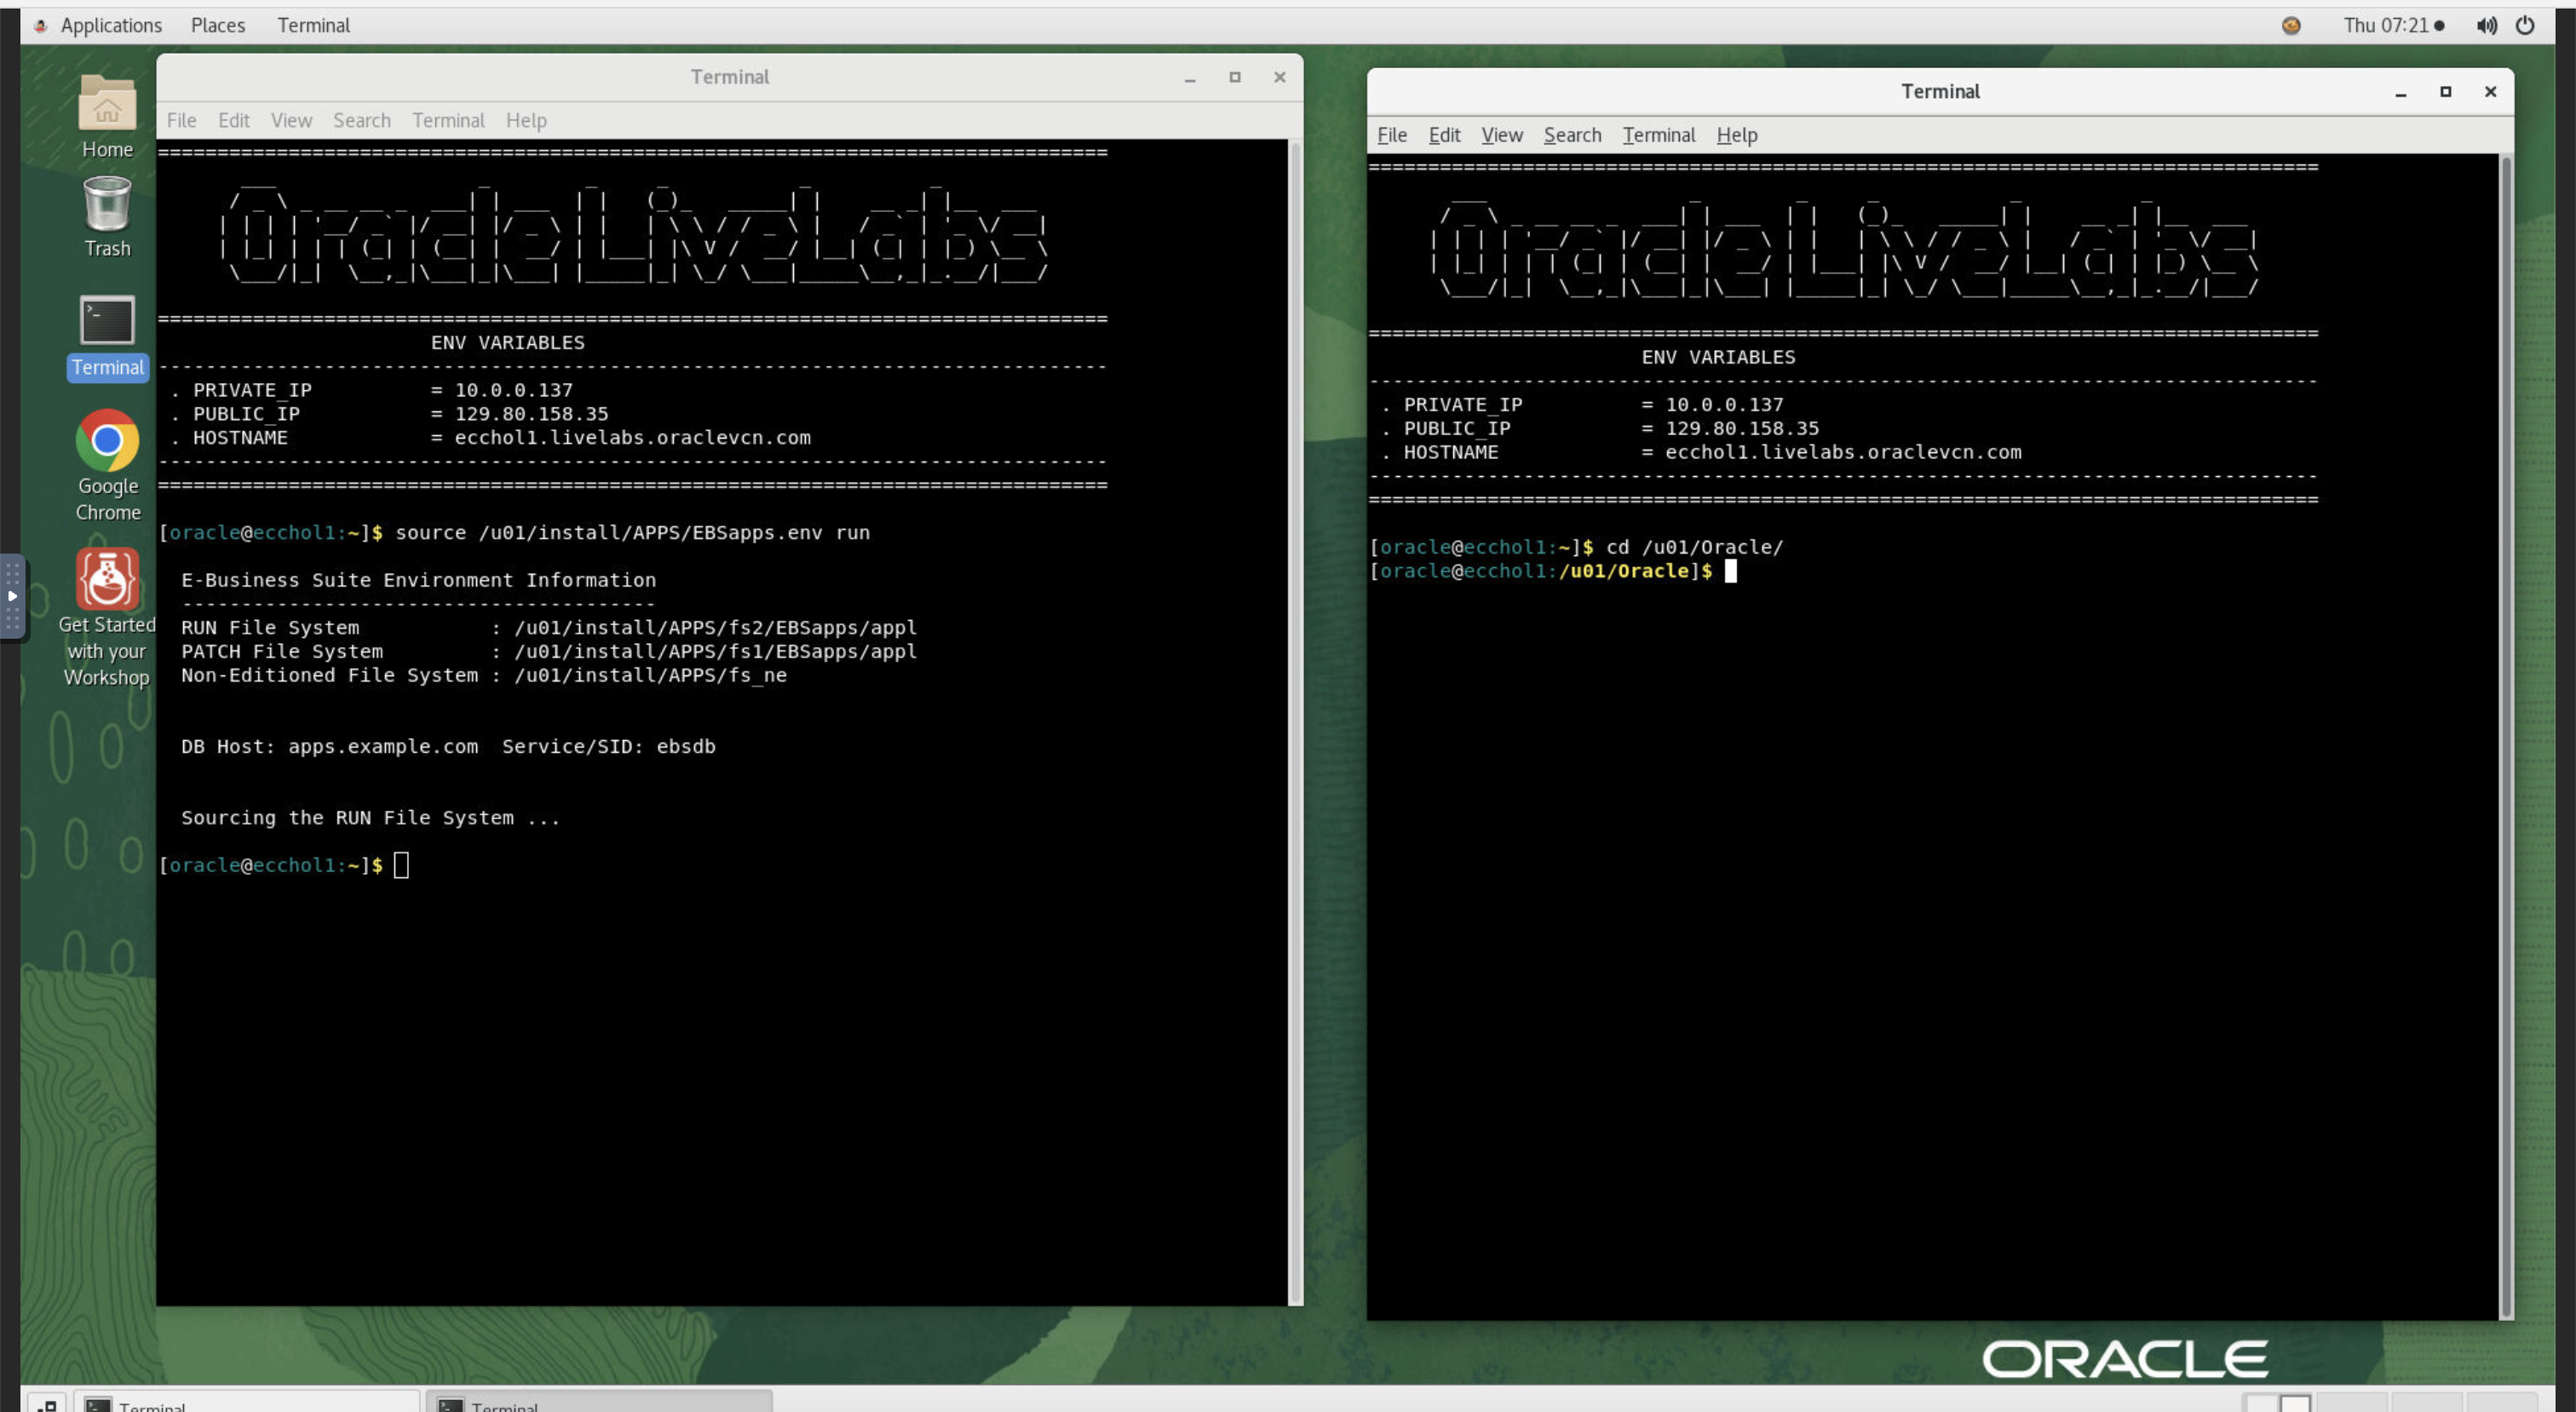 Applications Places Terminal
Thu 07:21
Home
Trash
Terminal
Google
Chrome
Get Started
with your
Workshop
Terminal
File Edit View Search Terminal Help
================================================================================
Oracle LiveLabs
================================================================================
ENV VARIABLES
--------------------------------------------------------------------------------
. PRIVATE_IP = 10.0.0.137
. PUBLIC_IP = 129.80.158.35
. HOSTNAME = ecchol1.livelabs.oraclevcn.com
--------------------------------------------------------------------------------
================================================================================
[oracle@ecchol1:~]$ source /u01/install/APPS/EBSapps.env run
E-Business Suite Environment Information
----------------------------------------
RUN File System : /u01/install/APPS/fs2/EBSapps/appl
PATCH File System : /u01/install/APPS/fs1/EBSapps/appl
Non-Editioned File System : /u01/install/APPS/fs_ne
DB Host: apps.example.com Service/SID: ebsdb
Sourcing the RUN File System ...
[oracle@ecchol1:~]$
Terminal
File Edit View Search Terminal Help
================================================================================
Oracle LiveLabs
================================================================================
ENV VARIABLES
--------------------------------------------------------------------------------
. PRIVATE_IP = 10.0.0.137
. PUBLIC_IP = 129.80.158.35
. HOSTNAME = ecchol1.livelabs.oraclevcn.com
--------------------------------------------------------------------------------
================================================================================
[oracle@ecchol1:~]$ cd /u01/Oracle/
[oracle@ecchol1:/u01/Oracle]$
ORACLE
Terminal
Terminal